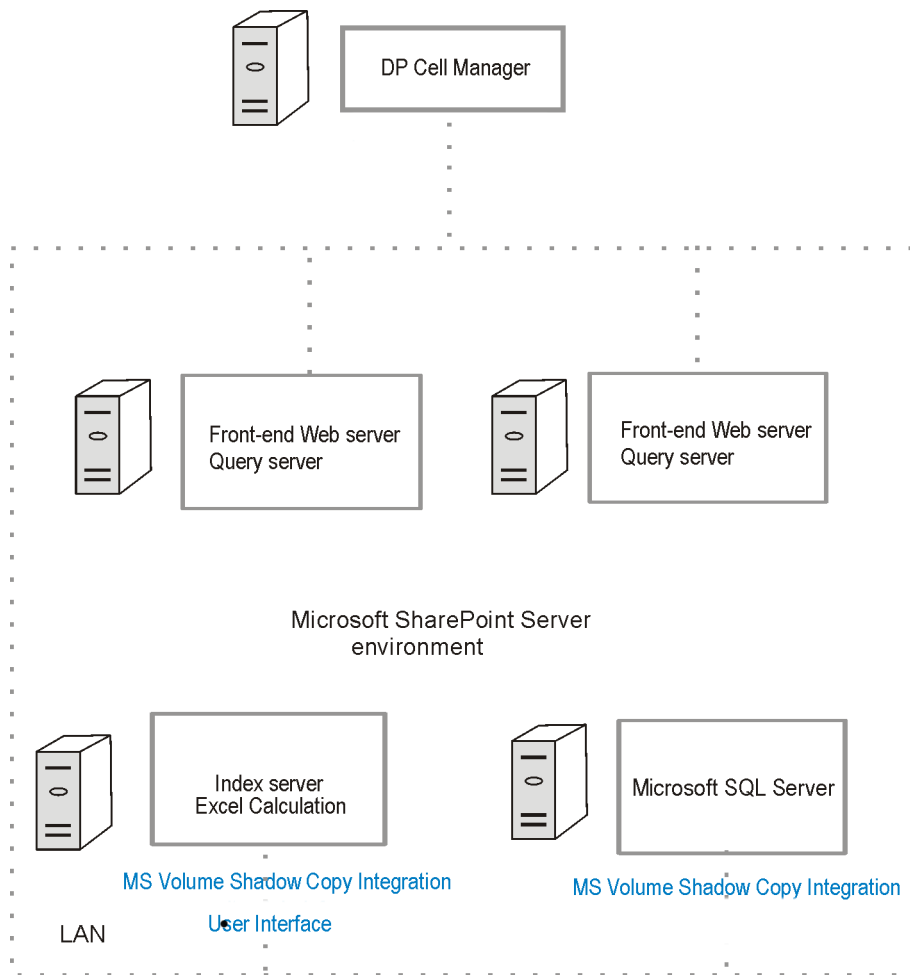 DP Cell Manager
Front-end Web server
Query server
Front-end Web server
Query server
Microsoft SharePoint Server
environment
Index server
Excel Calculation
Microsoft SQL Server
MS Volume Shadow Copy Integration
MS Volume Shadow Copy Integration
User Interface
LAN